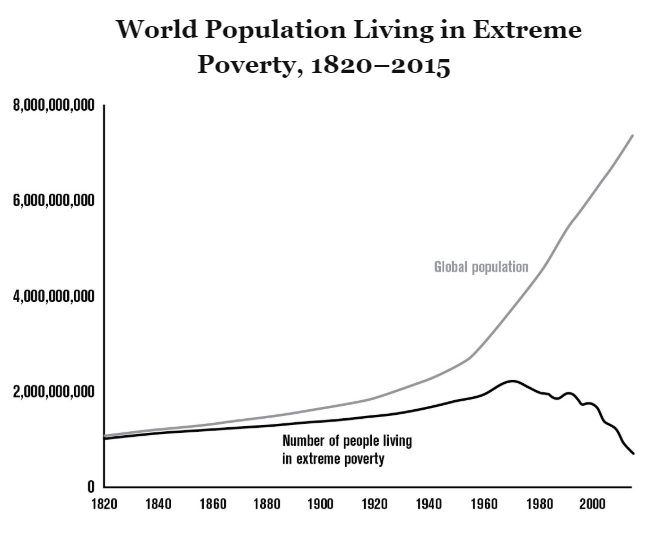 World Population Living in Extreme
Poverty, 1820–2015
8,000,000,000
6,000,000,000
Global population
4,000,000,000
2,000,000,000
Number of people living
in extreme poverty
0
1820 1840 1860 1880 1900 1920 1940 1960 1980 2000